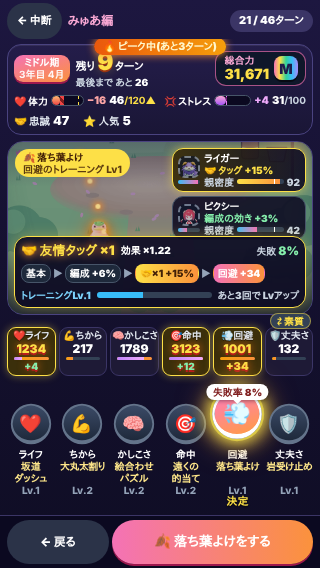 ← 中断
みゅあ編
21 / 46ターン
🔥 ピーク中(あと3ターン)
ミドル期
3年目 4月
残り 9 ターン
最後まで あと 26
総合力
31,671
M
❤️ 体力 −16 46/120▲
💢 ストレス +4 31/100
🤝 忠誠 47
⭐ 人気 5
🍂 落ち葉よけ
回避のトレーニング Lv1
ライガー
🤝 タッグ +15%
親密度 92
ピクシー
編成の効き +3%
親密度 42
🤝 友情タッグ ×1 効果 ×1.22 失敗 8%
基本 ▶ 編成 +6% ▶ 🤝×1 +15% ▶ 回避 +34
トレーニングLv.1 あと3回で Lvアップ
素質
❤️ライフ
1234
+4
💪ちから
217
🧠かしこさ
1789
🎯命中
3123
+12
💨回避
1001
+34
🛡️丈夫さ
132
失敗率 8%
ライフ
坂道
ダッシュ
Lv.1
ちから
大丸太割り
Lv.2
かしこさ
絵合わせ
パズル
Lv.2
命中
遠くの
的当て
Lv.2
回避
落ち葉よけ
Lv.1
決定
丈夫さ
岩受け止め
Lv.1
← 戻る
🍂 落ち葉よけをする